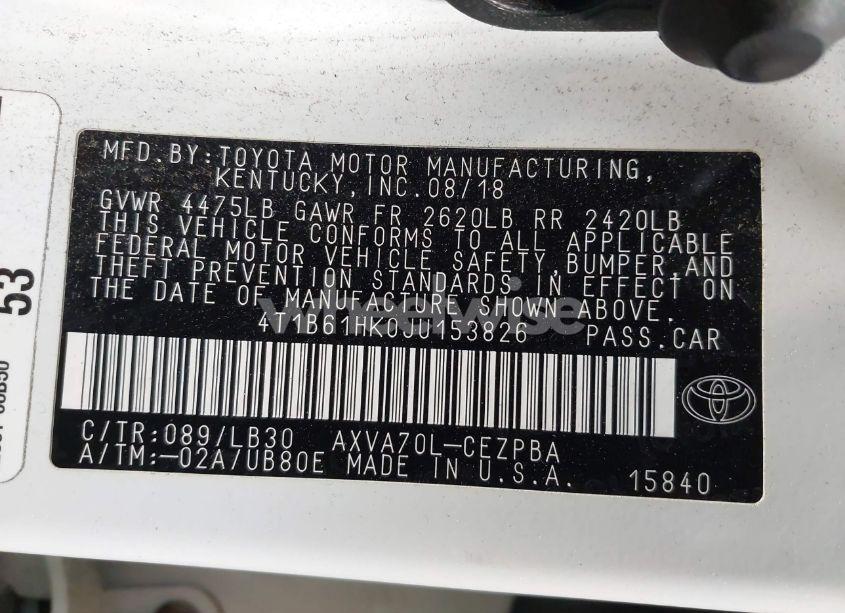 MFD.BY:TOYOTA MOTOR MANUFACTURING,
KENTUCKY,INC.08/18
GVWR 4475LB GAWR FR 2620LB RR 2420LB
THIS VEHICLE CONFORMS TO ALL APPLICABLE
FEDERAL MOTOR VEHICLE SAFETY,BUMPER,AND
THEFT PREVENTION STANDARDS IN EFFECT ON
THE DATE OF MANUFACTURE SHOWN ABOVE.
PASS.CAR
wheelwise
C/TR:089/LB30 AXVA70L-CEZPBA
A/TM:-02A/UB80E MADE IN U.S.A. 15840
53